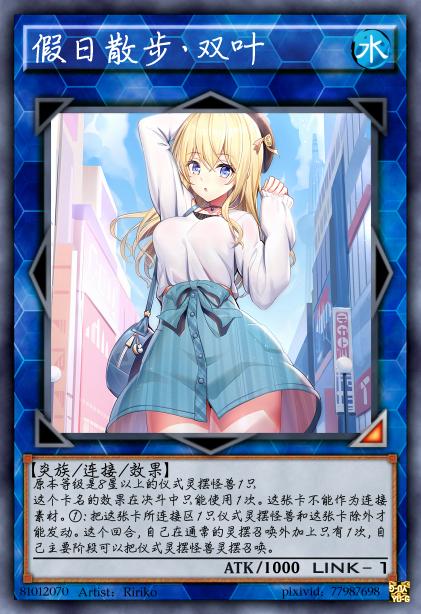 假日散步·双叶
水
【炎族/连接/效果】
原本等级是8星以上的仪式灵摆怪兽1只
这个卡名的效果在决斗中只能使用1次。这张卡不能作为连接
素材。①:把这张卡所连接区1只仪式灵摆怪兽和这张卡除外才
能发动。这个回合,自己在通常的灵摆召唤外加上只有1次,自
己主要阶段可以把仪式灵摆怪兽灵摆召唤。
ATK/1000 LINK-1
81012070 Artist: Ririko pixivid: 77987698